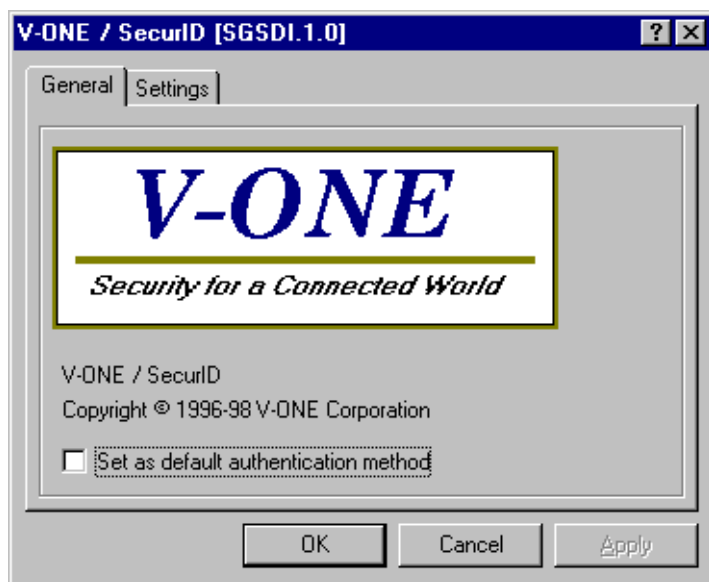 V-ONE / SecurID [SGSDI.1.0]
General Settings
V-ONE
Security for a Connected World
V-ONE / SecurID
Copyright © 1996-98 V-ONE Corporation
Set as default authentication method
OK Cancel Apply